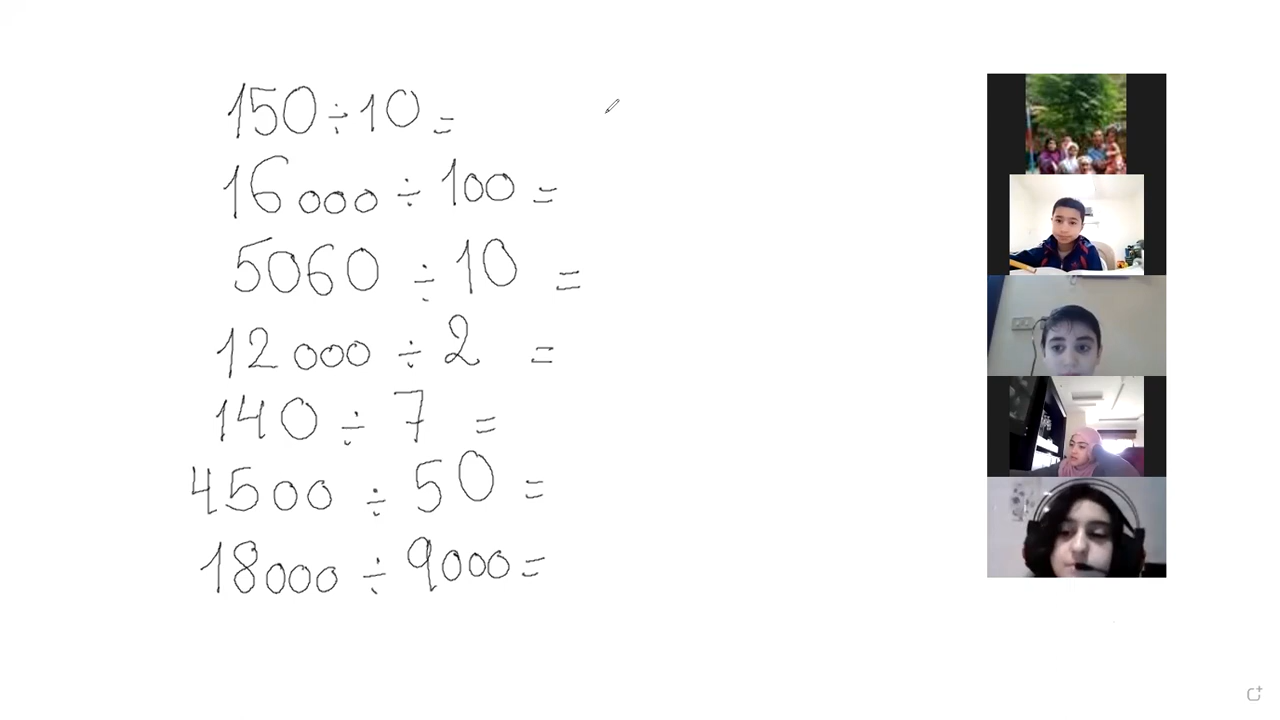 150 ÷ 10 =
16 000 ÷ 100 =
5060 ÷ 10 =
12 000 ÷ 2 =
140 ÷ 7 =
4500 ÷ 50 =
18000 ÷ 9000 =